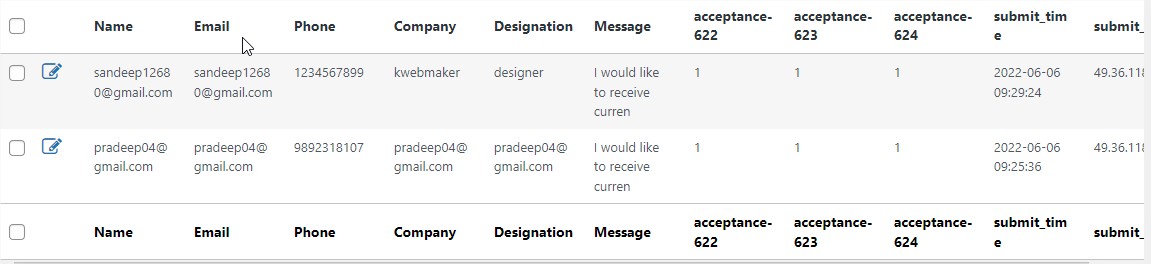 Name Email Phone Company Designation Message acceptance-622 acceptance-623 acceptance-624 submit_time submit_
sandeep12680@gmail.com sandeep12680@gmail.com 1234567899 kwebmaker designer I would like to receive curren 1 1 1 2022-06-06 09:29:24 49.36.118
pradeep04@gmail.com pradeep04@gmail.com 9892318107 pradeep04@gmail.com pradeep04@gmail.com I would like to receive curren 1 1 1 2022-06-06 09:25:36 49.36.118
Name Email Phone Company Designation Message acceptance-622 acceptance-623 acceptance-624 submit_time submit_